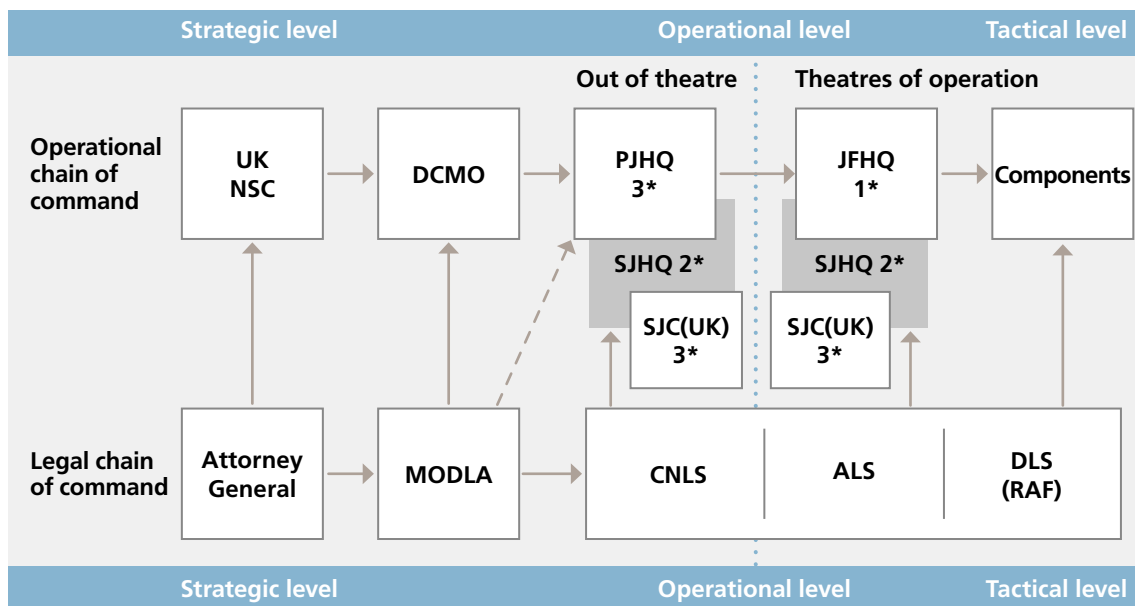 Strategic level Operational level Tactical level
Out of theatre Theatres of operation
Operational
chain of
command
UK
NSC
DCMO
PJHQ
3*
JFHQ
1*
Components
SJHQ 2*
SJHQ 2*
SJC(UK)
3*
SJC(UK)
3*
Legal chain
of command
Attorney
General
MODLA
CNLS
ALS
DLS
(RAF)
Strategic level Operational level Tactical level